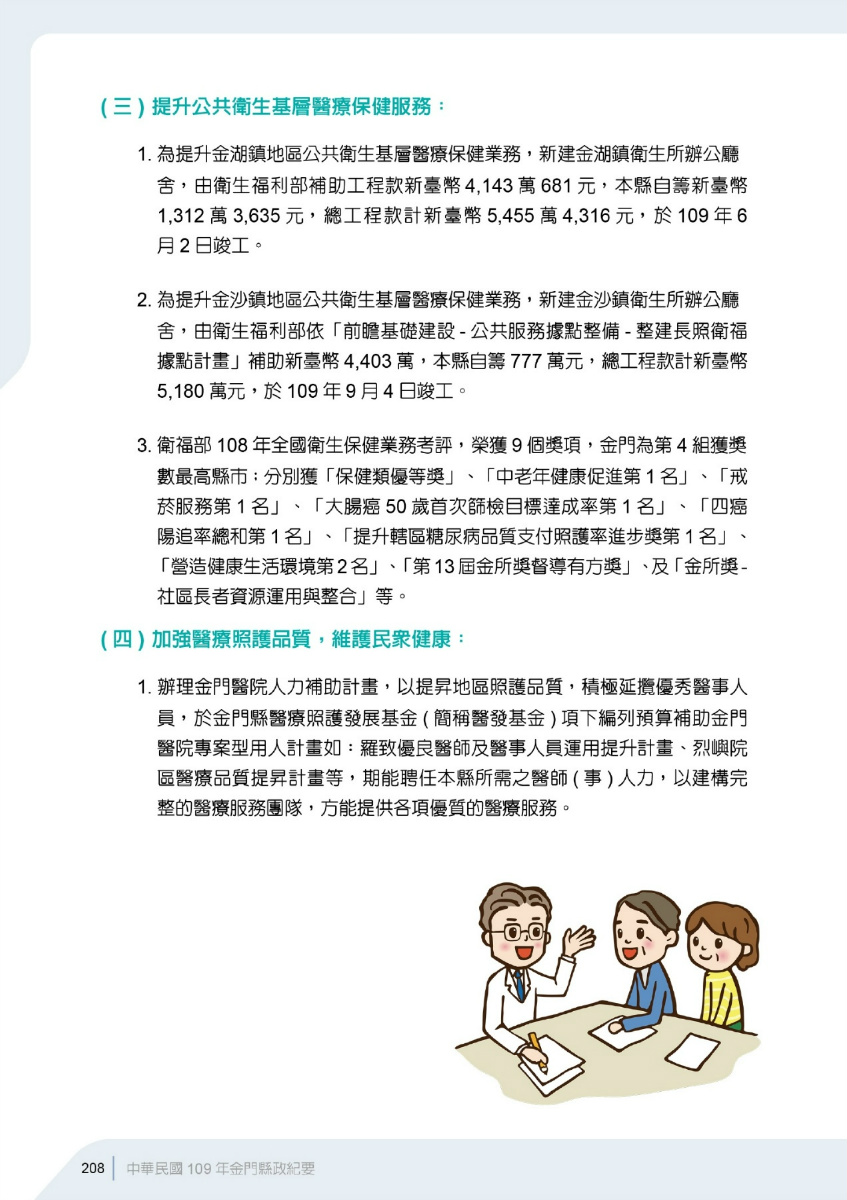 (三) 提升公共衛生基層醫療保健服務：
1. 為提升金湖鎮地區公共衛生基層醫療保健業務，新建金湖鎮衛生所辦公廳
舍，由衛生福利部補助工程款新臺幣 4,143 萬 681 元，本縣自籌新臺幣
1,312 萬 3,635 元，總工程款計新臺幣 5,455 萬 4,316 元，於 109 年 6
月 2 日竣工。
2. 為提升金沙鎮地區公共衛生基層醫療保健業務，新建金沙鎮衛生所辦公廳
舍，由衛生福利部依「前瞻基礎建設 - 公共服務據點整備 - 整建長照衛福
據點計畫」補助新臺幣 4,403 萬，本縣自籌 777 萬元，總工程款計新臺幣
5,180 萬元，於 109 年 9 月 4 日竣工。
3. 衛福部 108 年全國衛生保健業務考評，榮獲 9 個獎項，金門為第 4 組獲獎
數最高縣市；分別獲「保健類優等獎」、「中老年健康促進第 1 名」、「戒
菸服務第 1 名」、「大腸癌 50 歲首次篩檢目標達成率第 1 名」、「四癌
陽追率總和第 1 名」、「提升轄區糖尿病品質支付照護率進步獎第 1 名」、
「營造健康生活環境第 2 名」、「第 13 屆金所獎督導有方獎」、及「金所獎 -
社區長者資源運用與整合」等。
(四) 加強醫療照護品質，維護民眾健康：
1. 辦理金門醫院人力補助計畫，以提昇地區照護品質，積極延攬優秀醫事人
員，於金門縣醫療照護發展基金 ( 簡稱醫發基金 ) 項下編列預算補助金門
醫院專案型用人計畫如：羅致優良醫師及醫事人員運用提升計畫、烈嶼院
區醫療品質提昇計畫等，期能聘任本縣所需之醫師 ( 事 ) 人力，以建構完
整的醫療服務團隊，方能提供各項優質的醫療服務。
208 中華民國 109 年金門縣政紀要